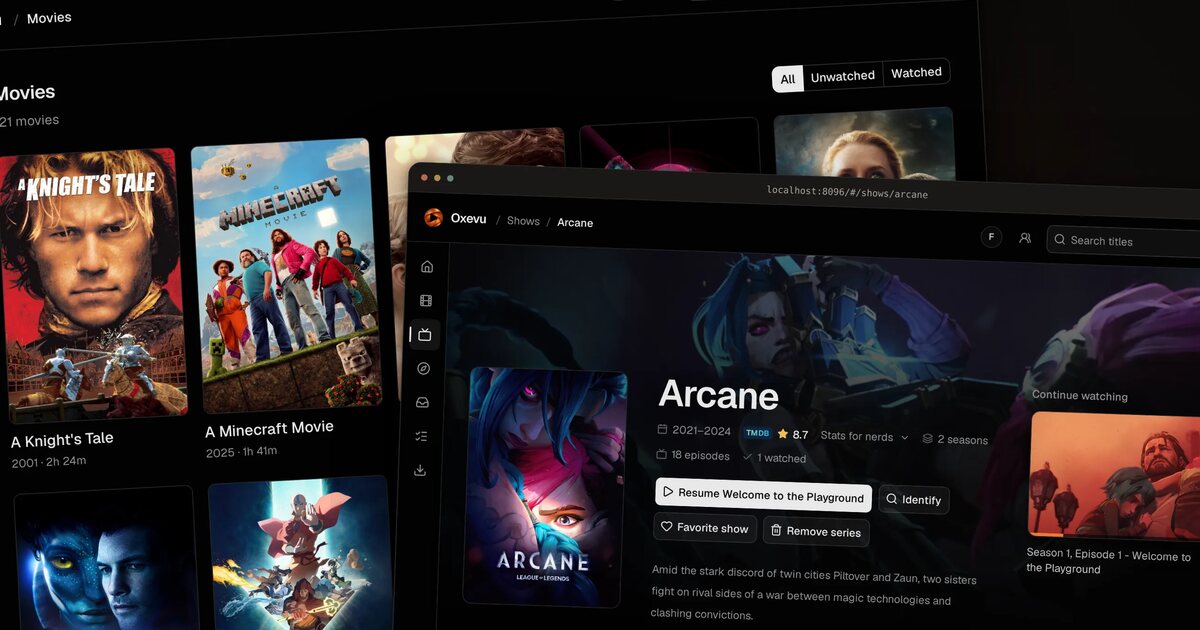 / Movies
Movies
21 movies
All Unwatched Watched
A KNIGHT'S TALE
A MINECRAFT
MOVIE
A Knight's Tale
2001 · 2h 24m
A Minecraft Movie
2025 · 1h 41m
localhost:8096/#/shows/arcane
Oxevu / Shows / Arcane
F
Search titles
ARCANE
LEAGUE OF LEGENDS
Arcane
2021–2024 TMDB 8.7 Stats for nerds 2 seasons
18 episodes 1 watched
Resume Welcome to the Playground Identify
Favorite show Remove series
Amid the stark discord of twin cities Piltover and Zaun, two sisters
fight on rival sides of a war between magic technologies and
clashing convictions.
Continue watching
Season 1, Episode 1 - Welcome to
the Playground